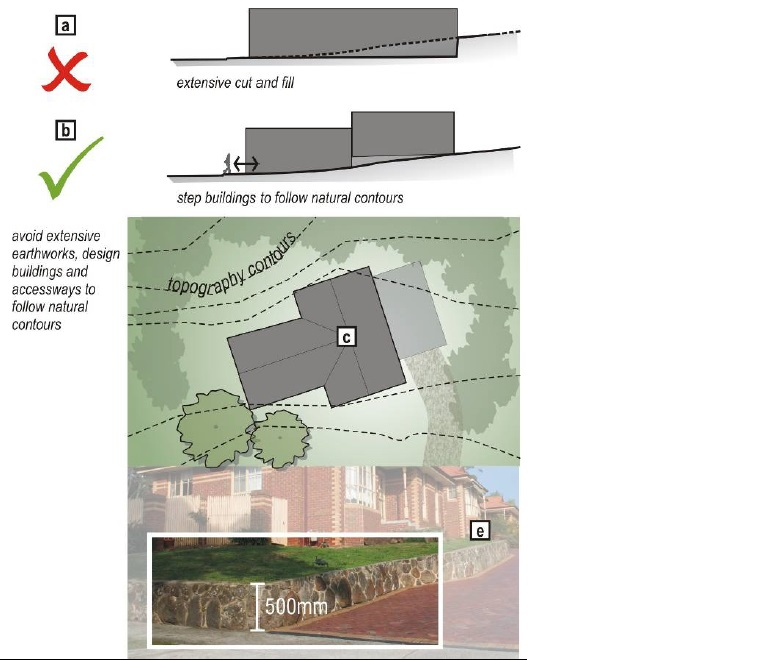 a
extensive cut and fill
b
step buildings to follow natural contours
avoid extensive
earthworks, design
buildings and
accessways to
follow natural
contours
topography contours
c
e
500mm